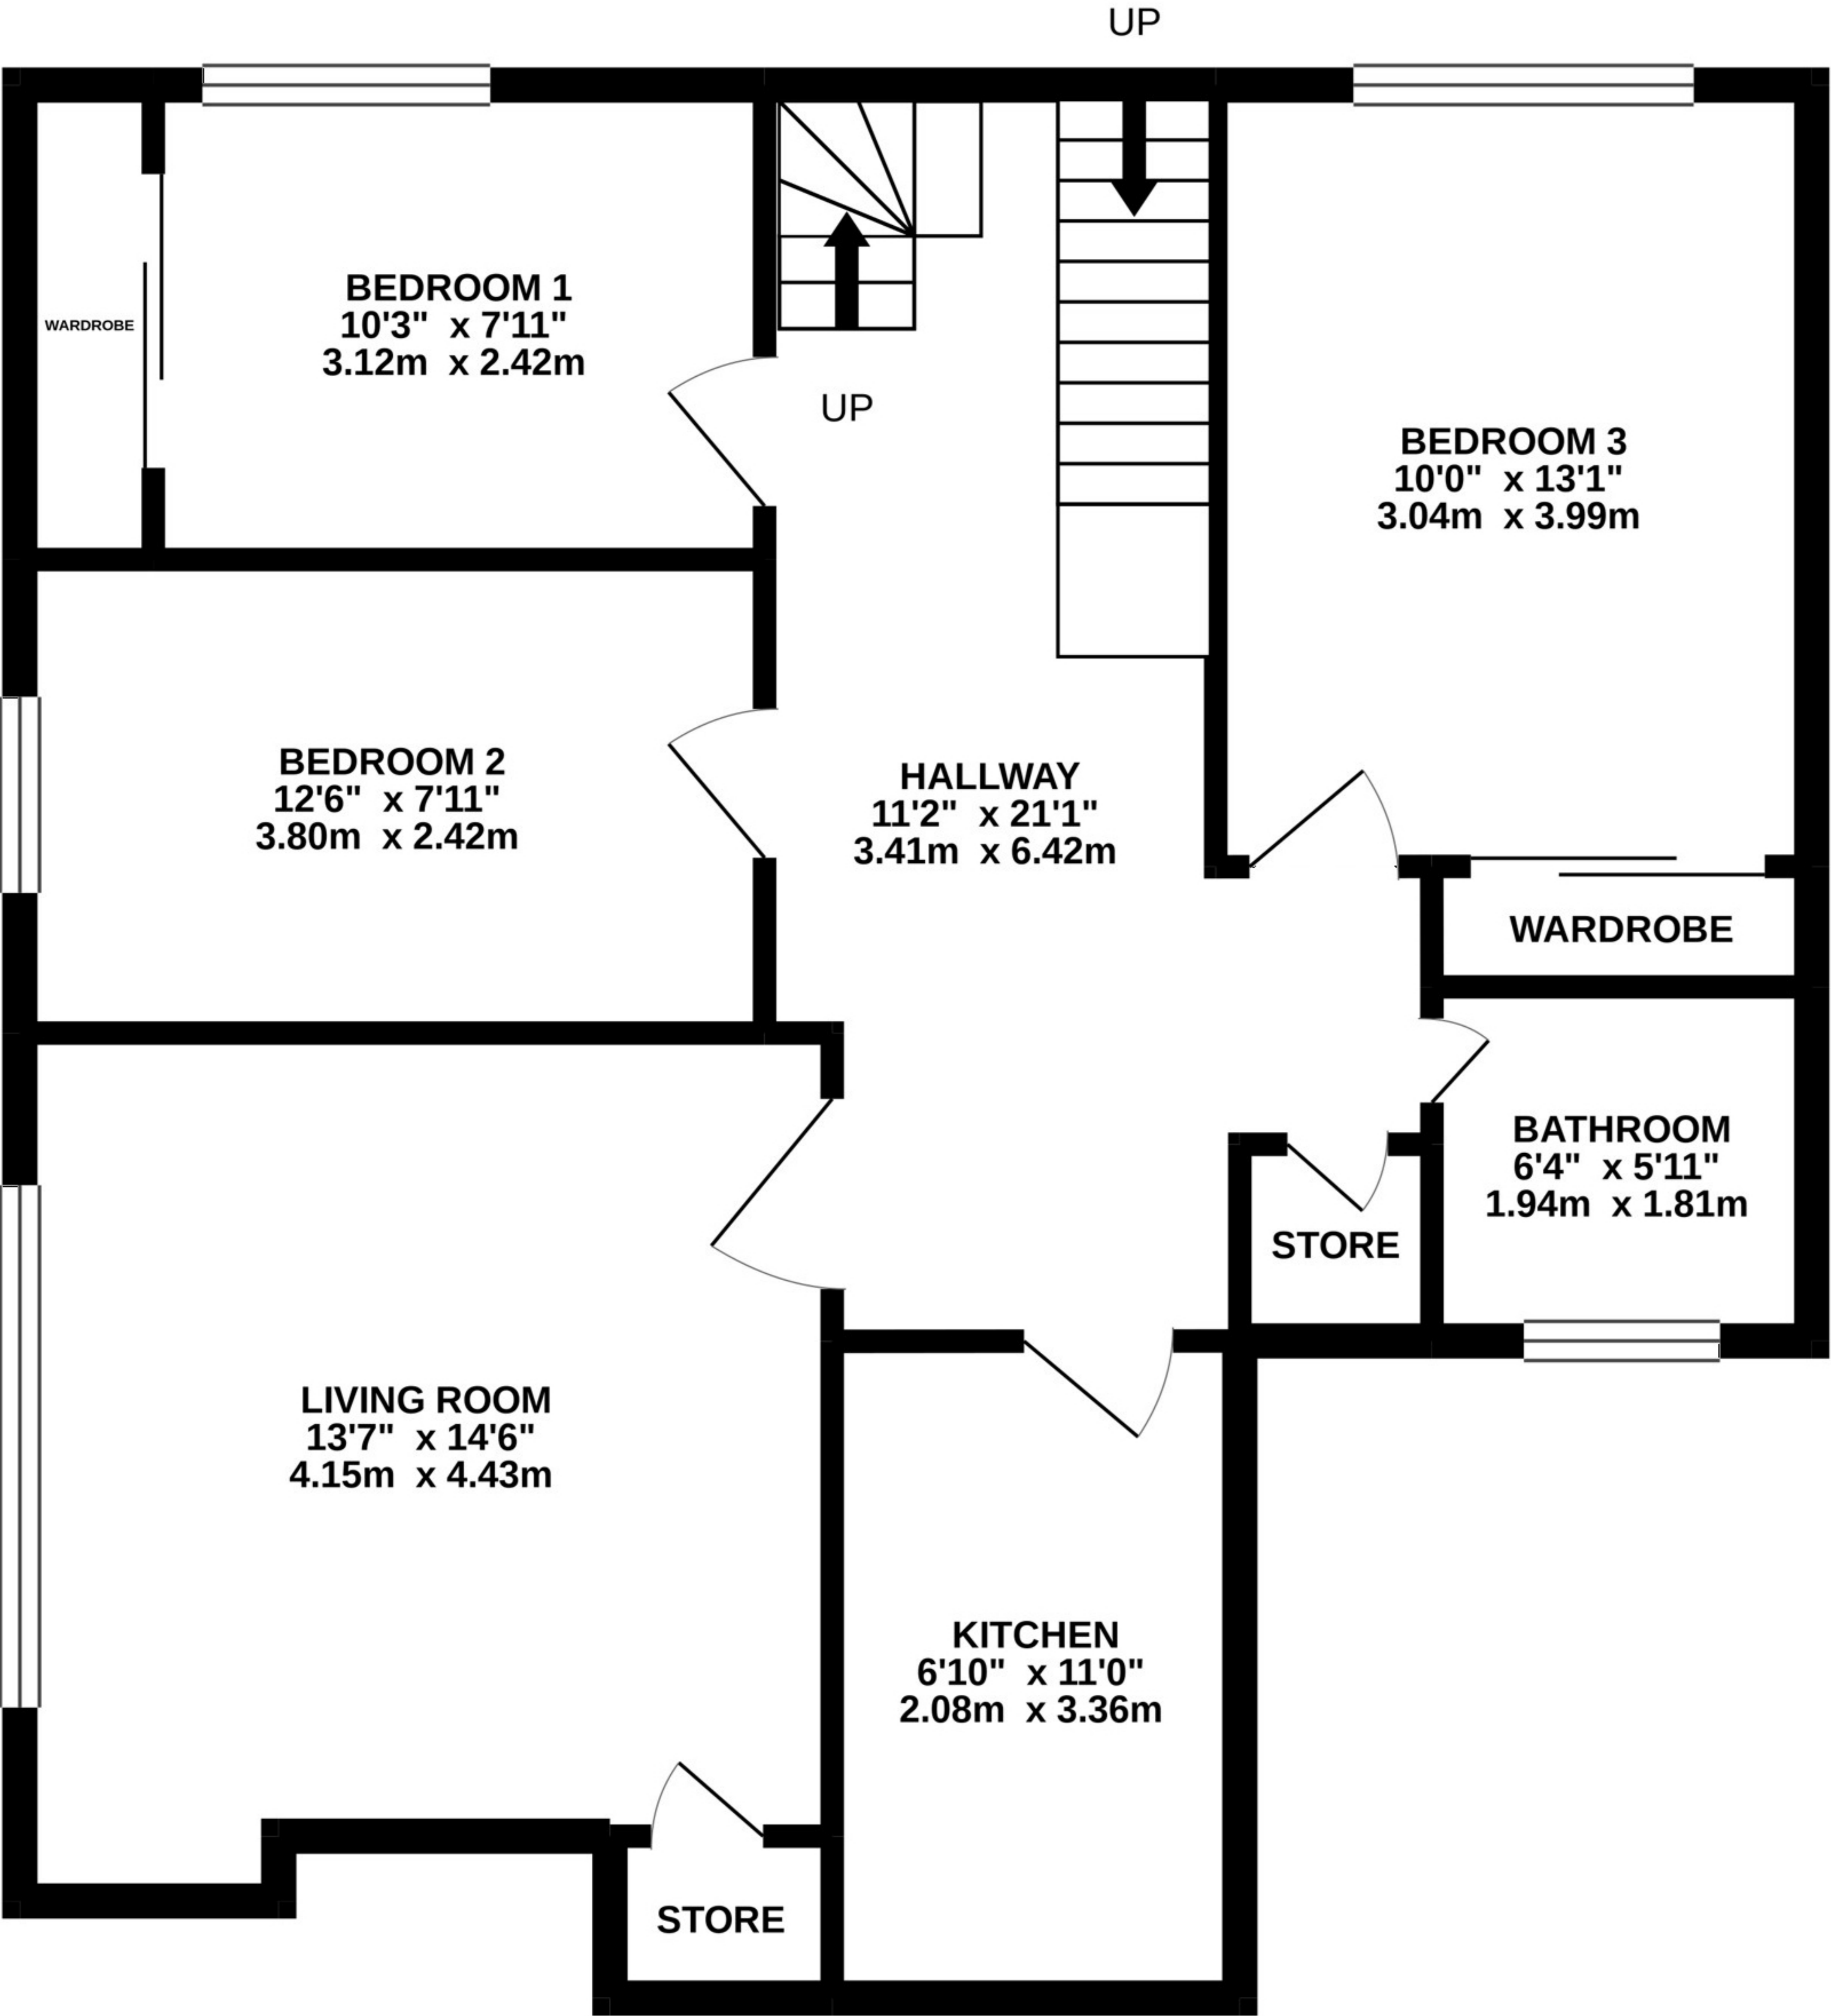 UP
BEDROOM 1
10'3" x 7'11"
3.12m x 2.42m
WARDROBE
UP
BEDROOM 3
10'0" x 13'1"
3.04m x 3.99m
BEDROOM 2
12'6" x 7'11"
3.80m x 2.42m
HALLWAY
11'2" x 21'1"
3.41m x 6.42m
WARDROBE
BATHROOM
6'4" x 5'11"
1.94m x 1.81m
STORE
LIVING ROOM
13'7" x 14'6"
4.15m x 4.43m
KITCHEN
6'10" x 11'0"
2.08m x 3.36m
STORE